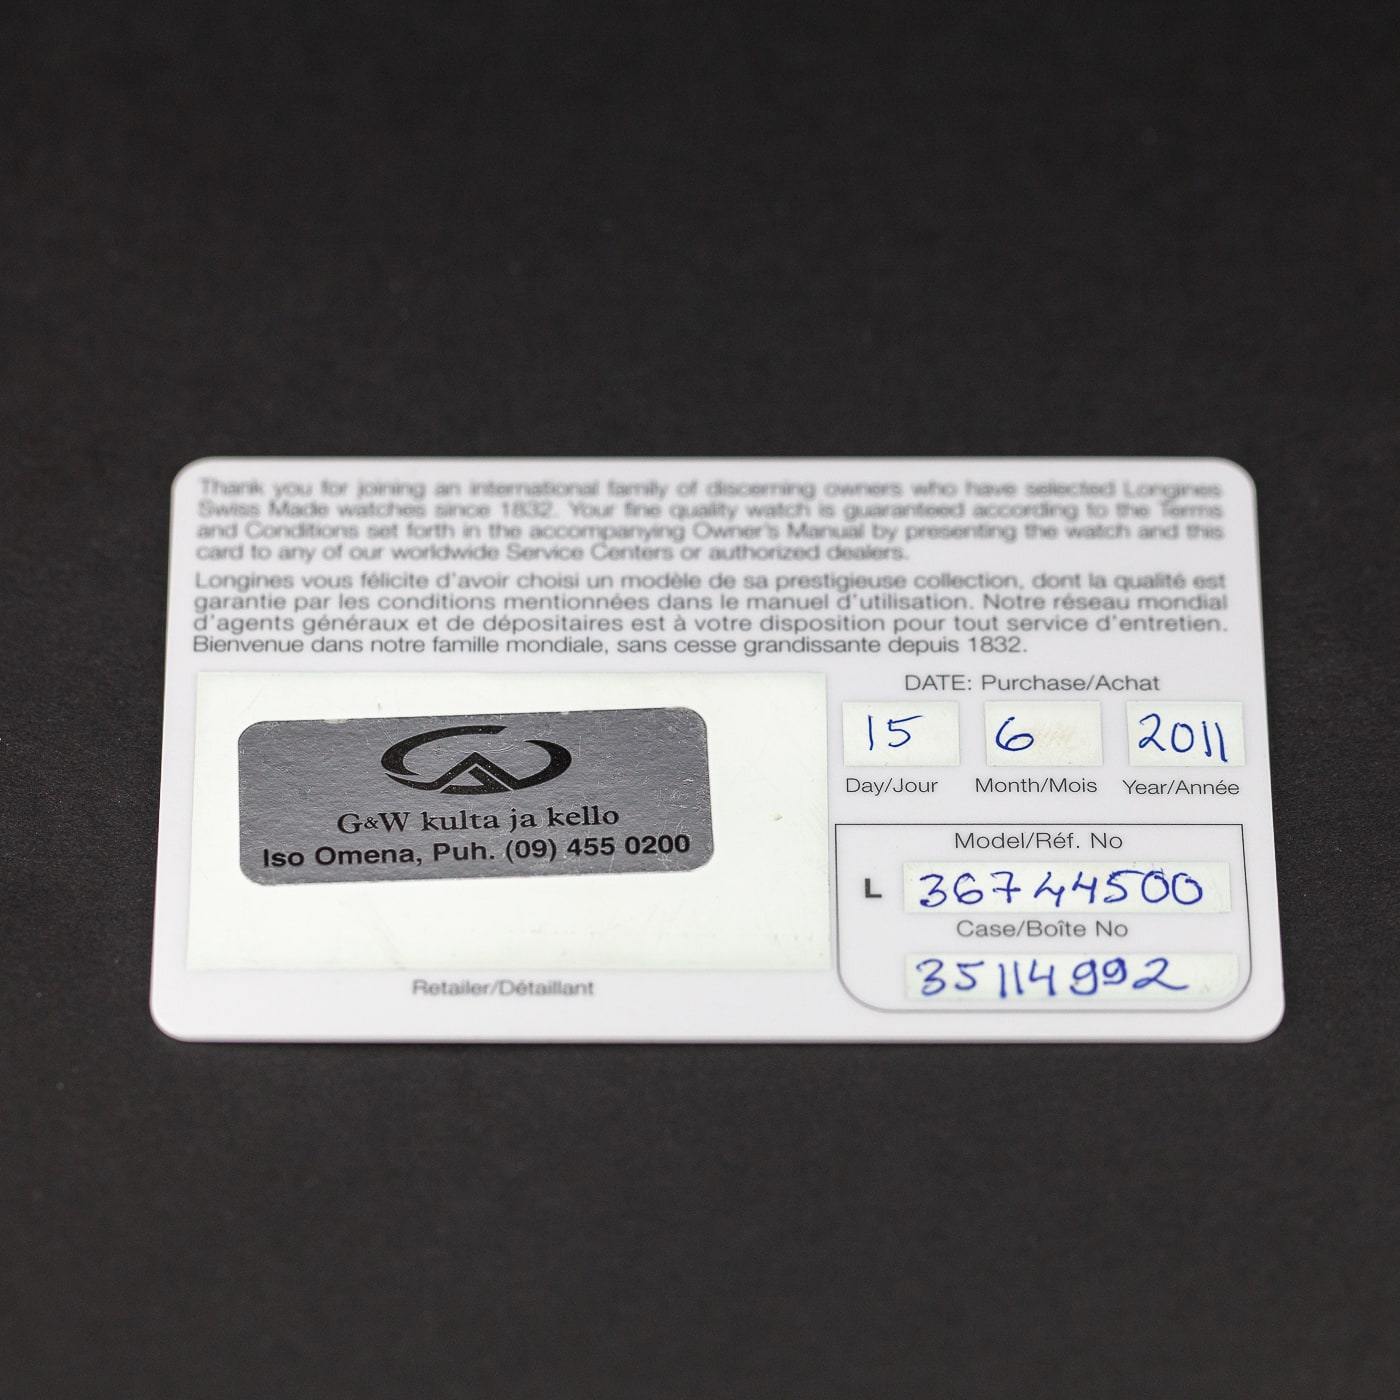 Thank you for joining an international family of discerning owners who have selected Longines
Swiss Made watches since 1832. Your fine quality watch is guaranteed according to the Terms
and Conditions set forth in the accompanying Owner's Manual by presenting the watch and this
card to any of our worldwide Service Centers or authorized dealers.
Longines vous félicite d'avoir choisi un modèle de sa prestigieuse collection, dont la qualité est
garantie par les conditions mentionnées dans le manuel d'utilisation. Notre réseau mondial
d'agents généraux et de dépositaires est à votre disposition pour tout service d'entretien.
Bienvenue dans notre famille mondiale, sans cesse grandissante depuis 1832.
G&W kulta ja kello
Iso Omena, Puh. (09) 455 0200
Retailer/Détaillant
DATE: Purchase/Achat
15 6 2011
Day/Jour Month/Mois Year/Année
Model/Réf. No
L 36744500
Case/Boîte No
35114992